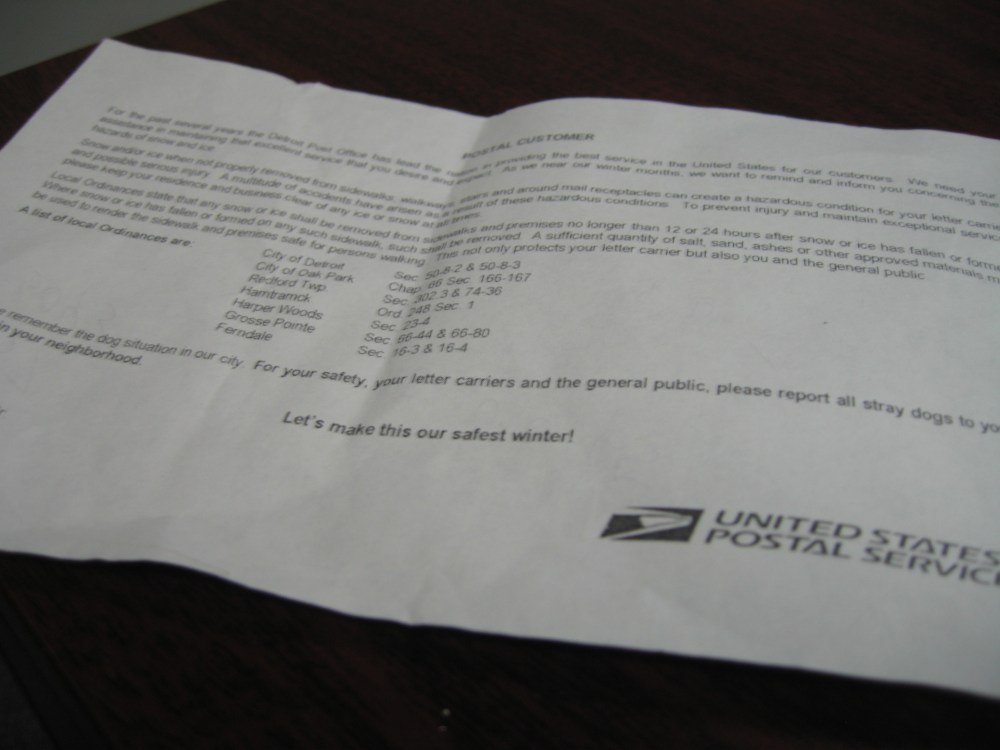 POSTAL CUSTOMER
For the past several years the Detroit Post Office has lead the nation in providing the best service in the United States for our customers. We need your
assistance in maintaining that excellent service that you desire and expect. As we near our winter months, we want to remind and inform you concerning the
hazards of snow and ice.
Snow and/or ice when not properly removed from sidewalks, walkways, stairs and around mail receptacles can create a hazardous condition for your letter
and possible serious injury. A multitude of accidents have arisen as a result of these hazardous conditions. To prevent injury and maintain exceptional
please keep your residence and business clear of any ice or snow at all times.
Local Ordinances state that any snow or ice shall be removed from sidewalks and premises no longer than 12 or 24 hours after snow or ice has fallen or
Where snow or ice has fallen or formed on any such sidewalk, such shall be removed. A sufficient quantity of salt, sand, ashes or other approved materials
be used to render the sidewalk and premises safe for persons walking. This not only protects your letter carrier but also you and the general public.
A list of local Ordinances are:
City of Detroit Sec. 50-8-2 & 50-8-3
City of Oak Park Chap. 66 Sec. 166-167
Redford Twp. Sec. 302.3 & 74-36
Hamtramck Ord. 248 Sec. 1
Harper Woods Sec. 23-4
Grosse Pointe Sec. 66-44 & 66-80
Ferndale Sec. 16-3 & 16-4
remember the dog situation in our city. For your safety, your letter carriers and the general public, please report all stray dogs to
in your neighborhood.
Let's make this our safest winter!
UNITED STATES
POSTAL SERVIC